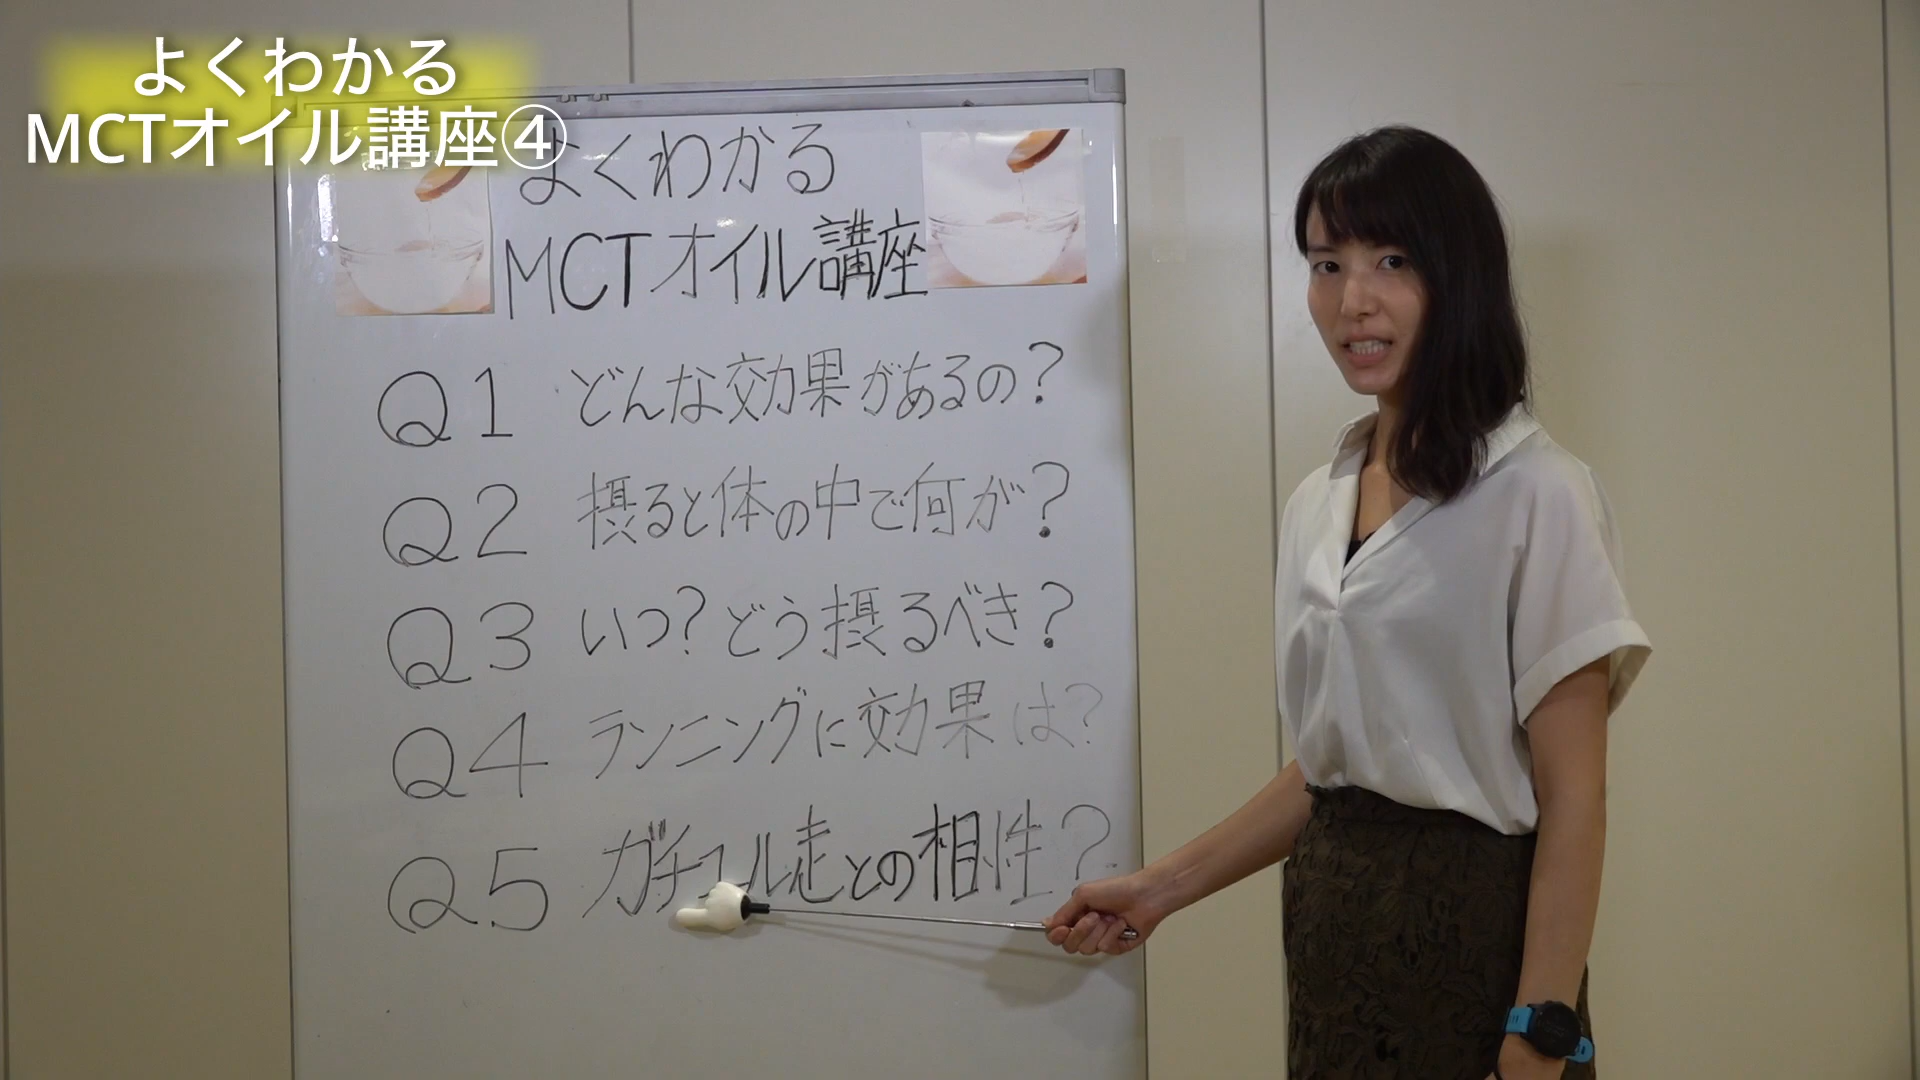 よくわかる
MCTオイル講座④
よくわかる
MCTオイル講座
Q1 どんな効果があるの?
Q2 摂ると体の中で何が?
Q3 いつ?どう摂るべき?
Q4 ランニングに効果は?
Q5 ガチユル走との相性?